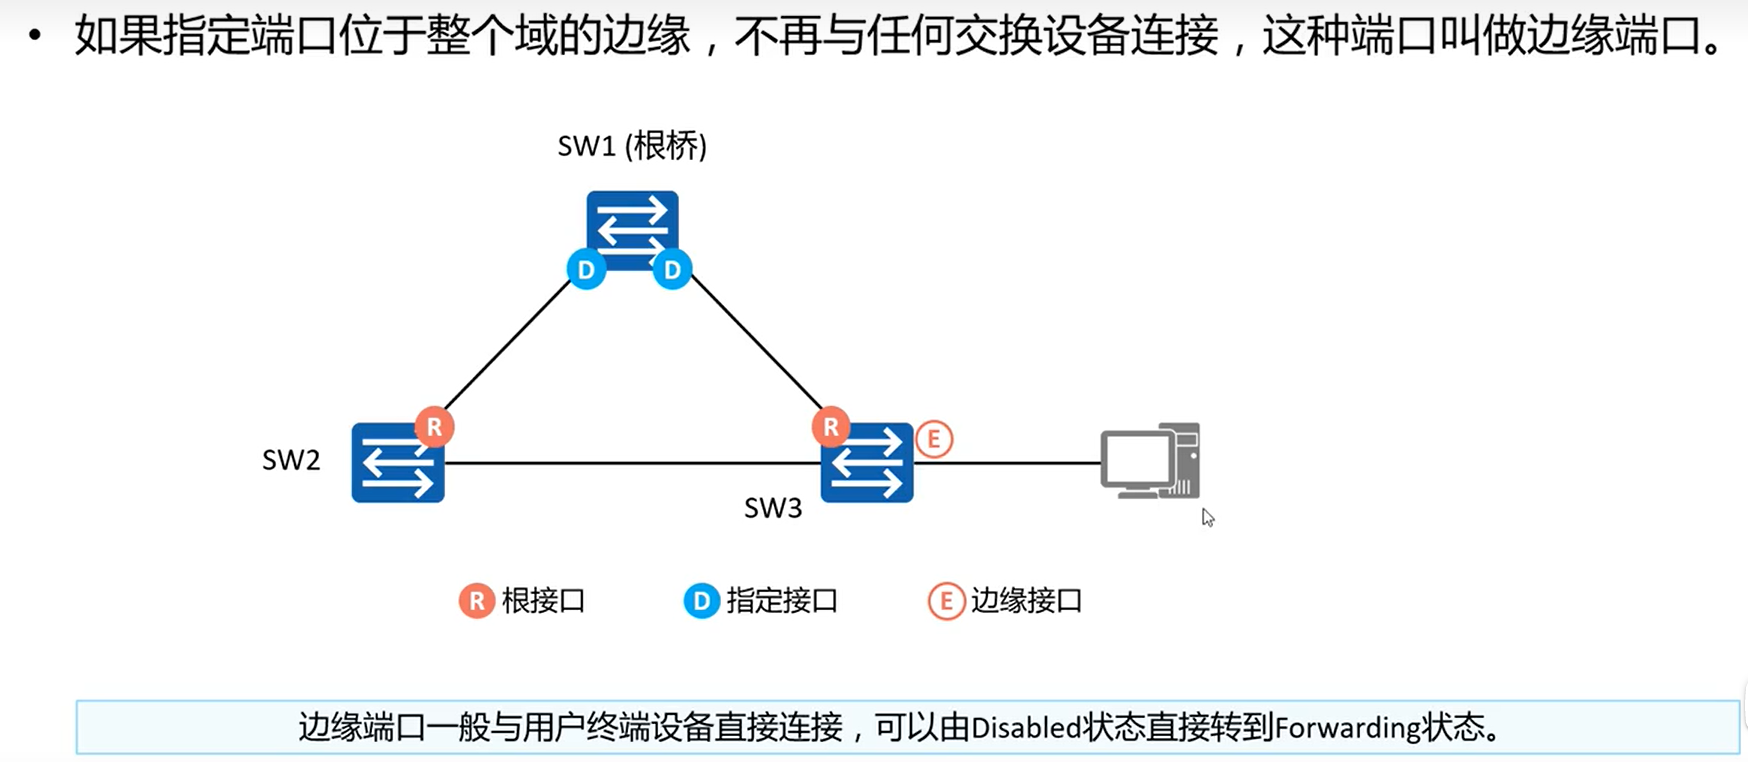 • 如果指定端口位于整个域的边缘，不再与任何交换设备连接，这种端口叫做边缘端口。
SW1 (根桥)
D D
R R E
SW2
SW3
R 根接口 D 指定接口 E 边缘接口
边缘端口一般与用户终端设备直接连接，可以由Disabled状态直接转到Forwarding状态。